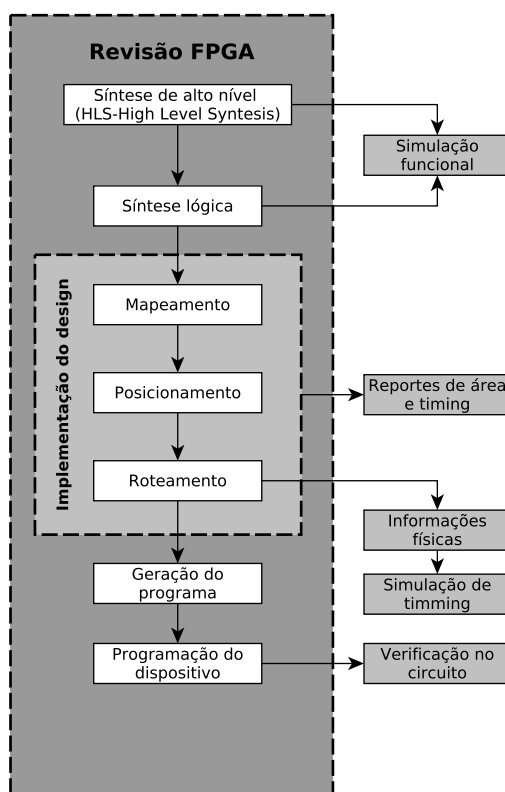 Revisão FPGA
Síntese de alto nível
(HLS-High Level Syntesis)
Simulação
funcional
Síntese lógica
Implementação do design
Mapeamento
Posicionamento
Reportes de área
e timing
Roteamento
Informações
físicas
Geração do
programa
Simulação de
timming
Programação do
dispositivo
Verificação no
circuito